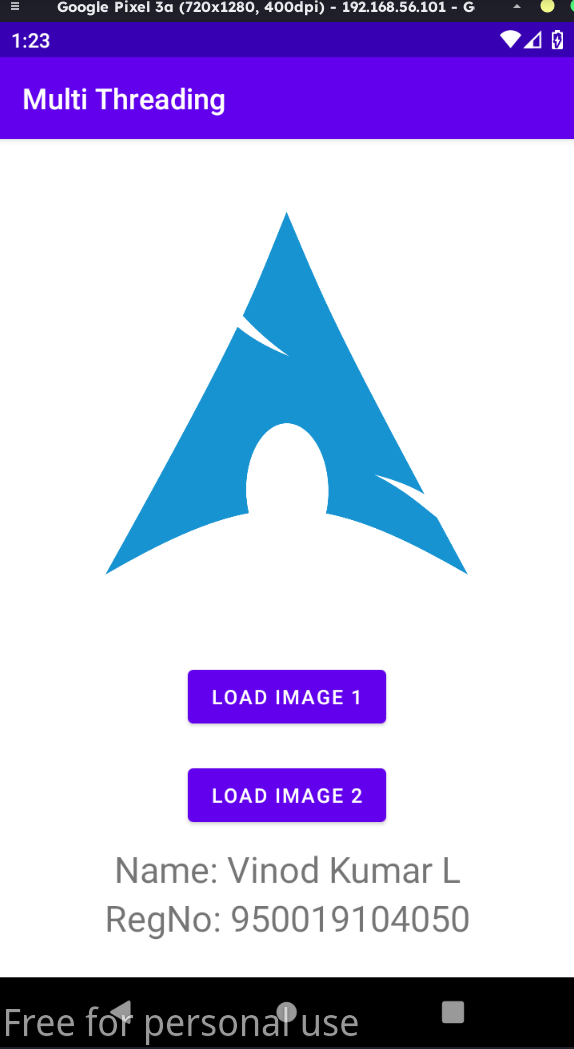 Google Pixel 3a (720x1280, 400dpi) - 192.168.56.101 - G
1:23
Multi Threading
LOAD IMAGE 1
LOAD IMAGE 2
Name: Vinod Kumar L
RegNo: 950019104050
Free for personal use